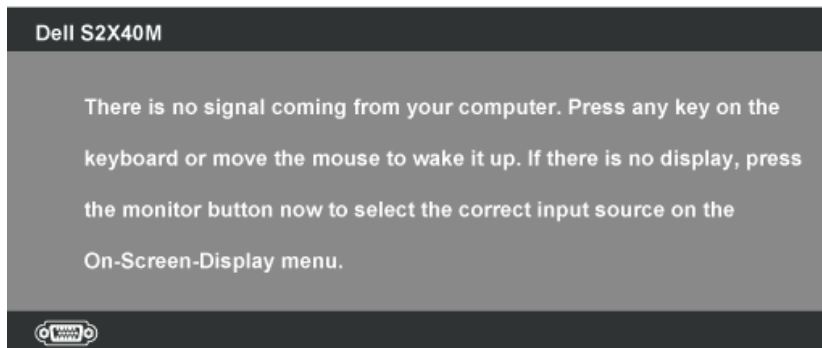 Dell S2X40M
There is no signal coming from your computer. Press any key on the
keyboard or move the mouse to wake it up. If there is no display, press
the monitor button now to select the correct input source on the
On-Screen-Display menu.